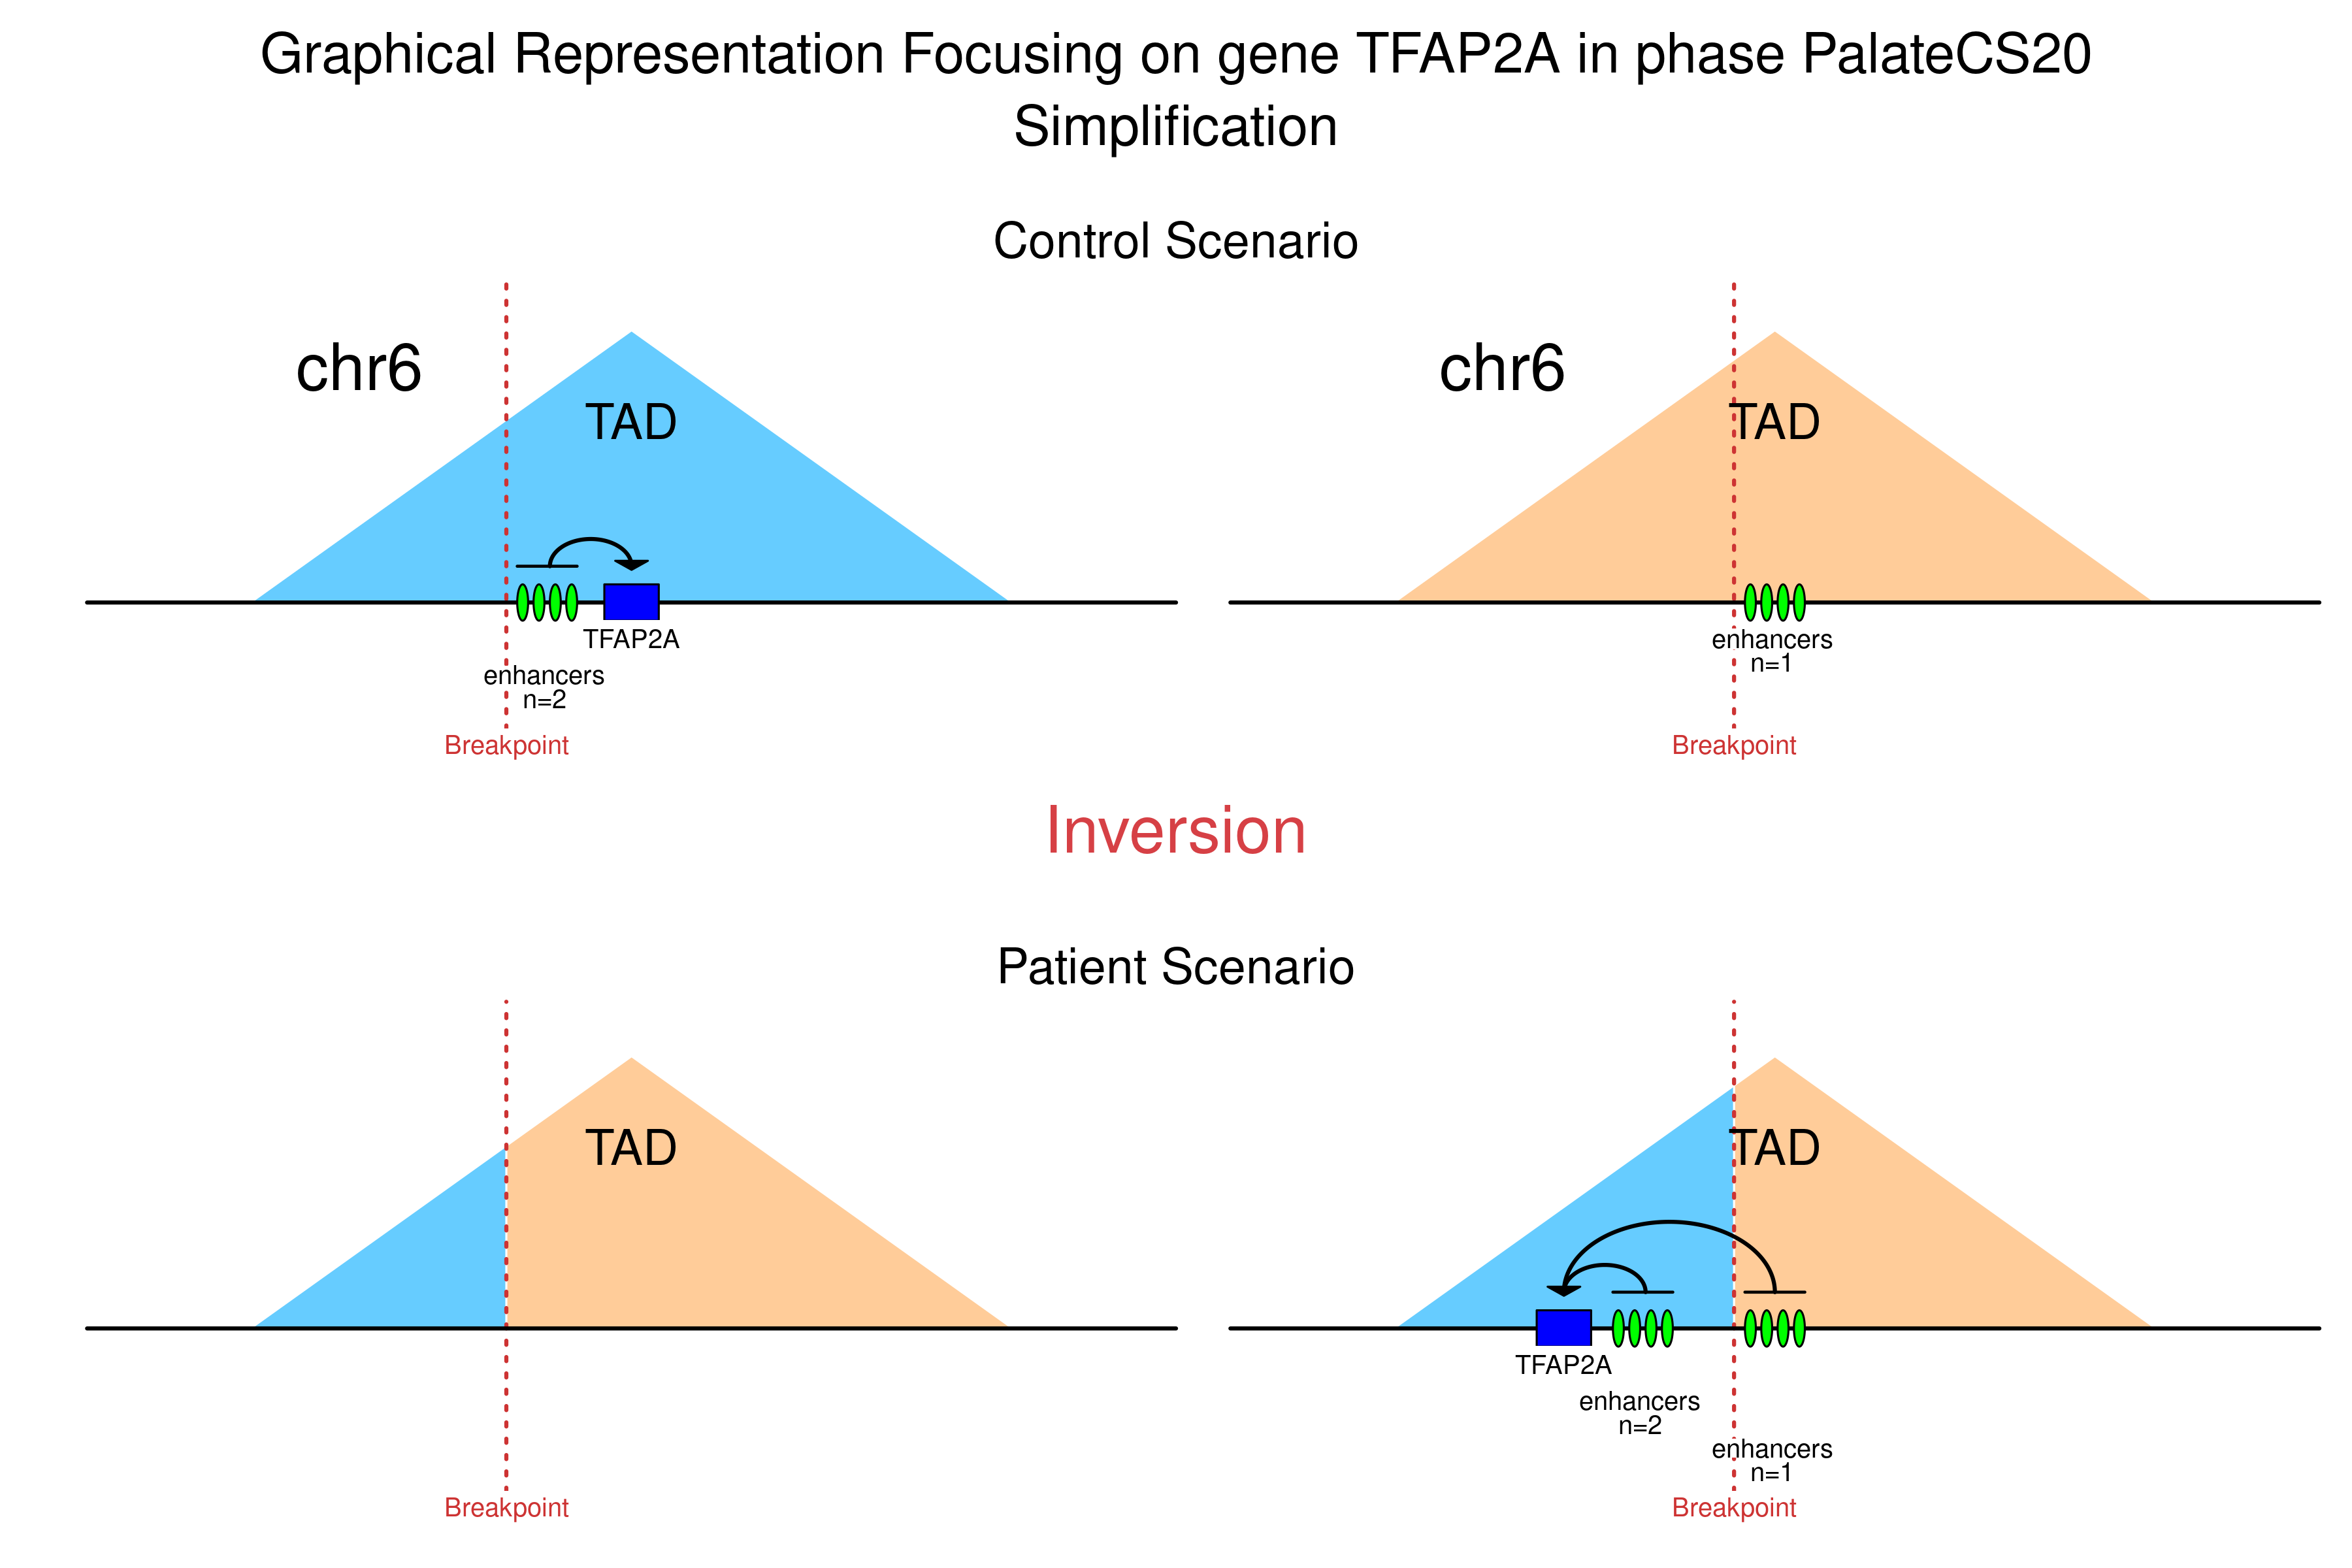 Graphical Representation Focusing on gene TFAP2A in phase PalateCS20
Simplification
Control Scenario
chr6
TAD
TFAP2A
enhancers
n=2
Breakpoint
chr6
TAD
enhancers
n=1
Breakpoint
Inversion
Patient Scenario
TAD
Breakpoint
TAD
TFAP2A
enhancers
n=2
enhancers
n=1
Breakpoint